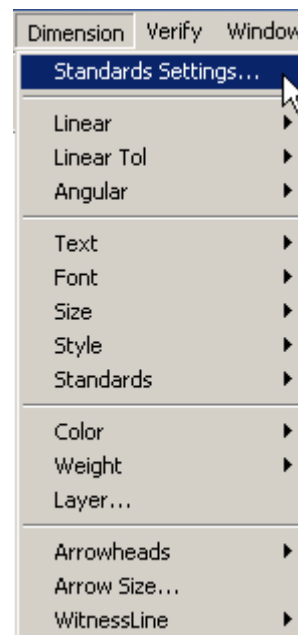 Dimension Verify Window
Standards Settings...
Linear
Linear Tol
Angular
Text
Font
Size
Style
Standards
Color
Weight
Layer...
Arrowheads
Arrow Size...
WitnessLine